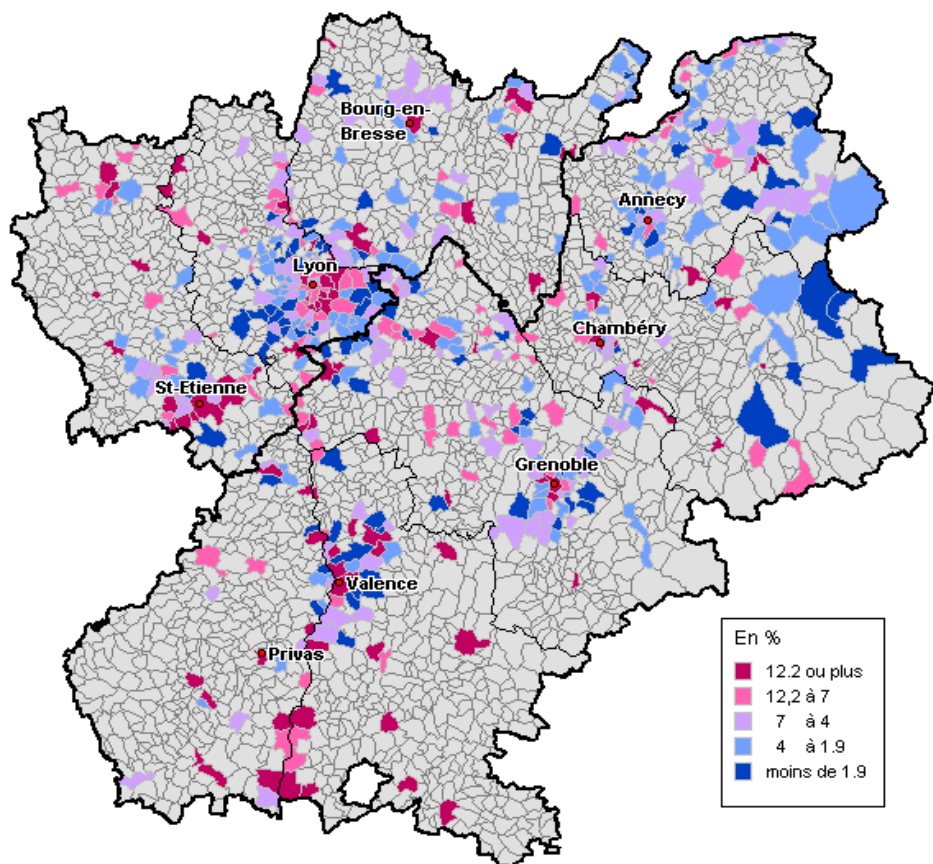 Bourg-en-
Bresse
Annecy
Lyon
Chambéry
St-Etienne
Grenoble
Valence
Privas
En %
12.2 ou plus
12,2 à 7
7 à 4
4 à 1.9
moins de 1.9